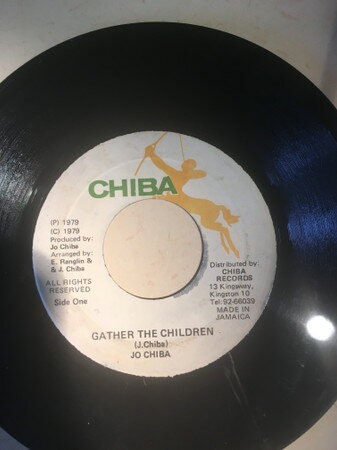 CHIBA
(P) 1979
(C) 1979
Produced by:
Jo Chiba
Arranged by:
E. Ranglin &
& J. Chiba
ALL RIGHTS
RESERVED
Side One
Distributed by:
CHIBA
RECORDS
13 Kingsway,
Kingston 10
Tel:92-66039
MADE IN
JAMAICA
GATHER THE CHILDREN
(J.Chiba)
JO CHIBA